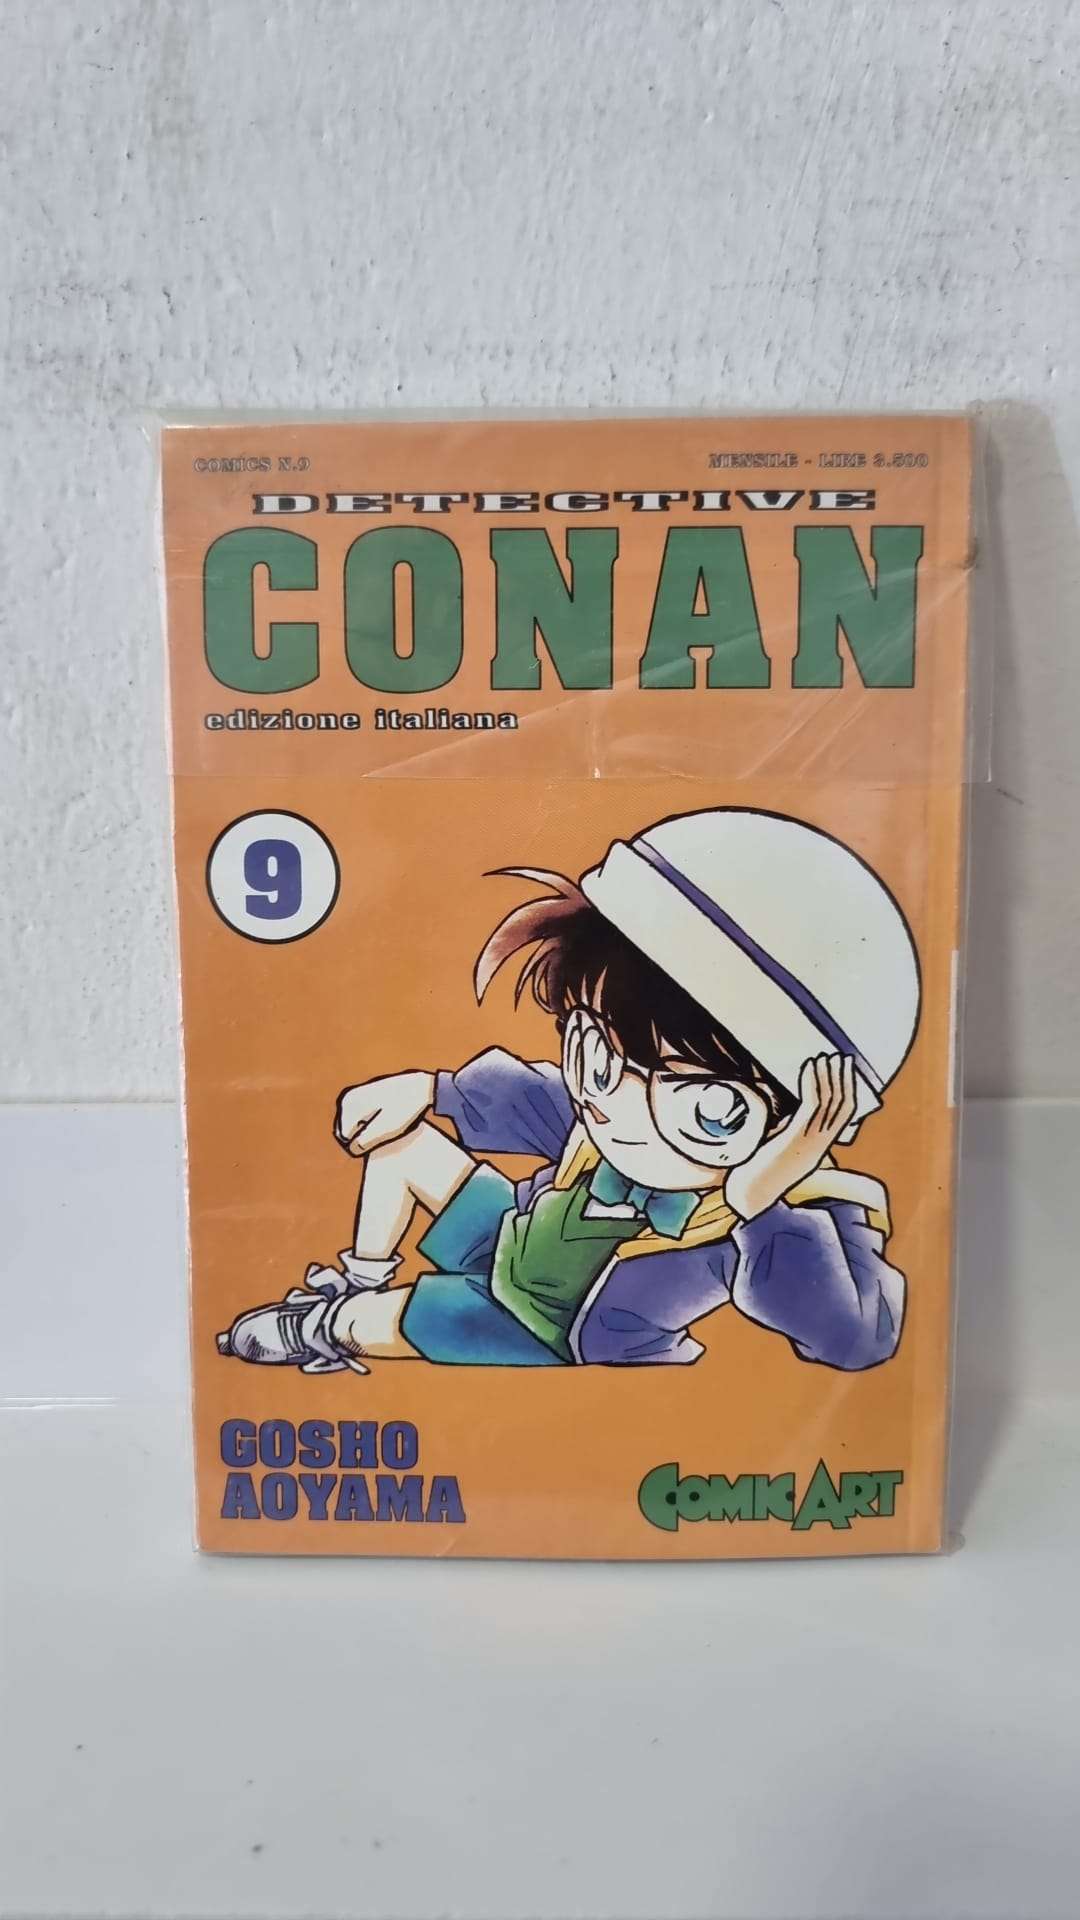 COMICS N.9
MENSILE - LIRE 3.500
DETECTIVE
CONAN
edizione italiana
9
GOSHO
AOYAMA
COMIC ART